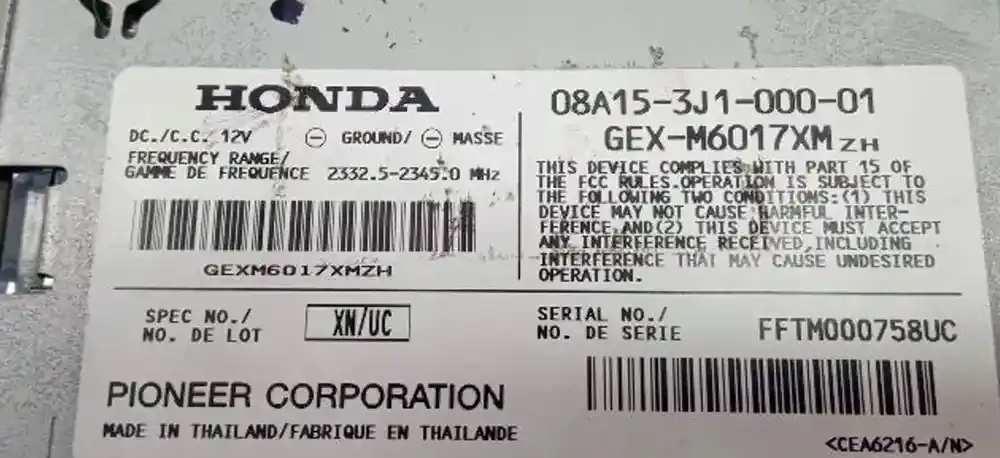 HONDA
DC./C.C. 12V ⊖ GROUND/ ⊖ MASSE
FREQUENCY RANGE/
GAMME DE FREQUENCE 2332.5-2345.0 MHz
GEXM6017XMZH
08A15-3J1-000-01
GEX-M6017XM ZH
THIS DEVICE COMPLIES WITH PART 15 OF
THE FCC RULES.OPERATION IS SUBJECT TO
THE FOLLOWING TWO CONDITIONS:(1) THIS
DEVICE MAY NOT CAUSE HARMFUL INTER-
FERENCE,AND(2) THIS DEVICE MUST ACCEPT
ANY INTERFERENCE RECEIVED,INCLUDING
INTERFERENCE THAT MAY CAUSE UNDESIRED
OPERATION.
SPEC NO./
NO. DE LOT
XN/UC
SERIAL NO./
NO. DE SERIE
FFTM000758UC
PIONEER CORPORATION
MADE IN THAILAND/FABRIQUE EN THAILANDE
<CEA6216-A/N>